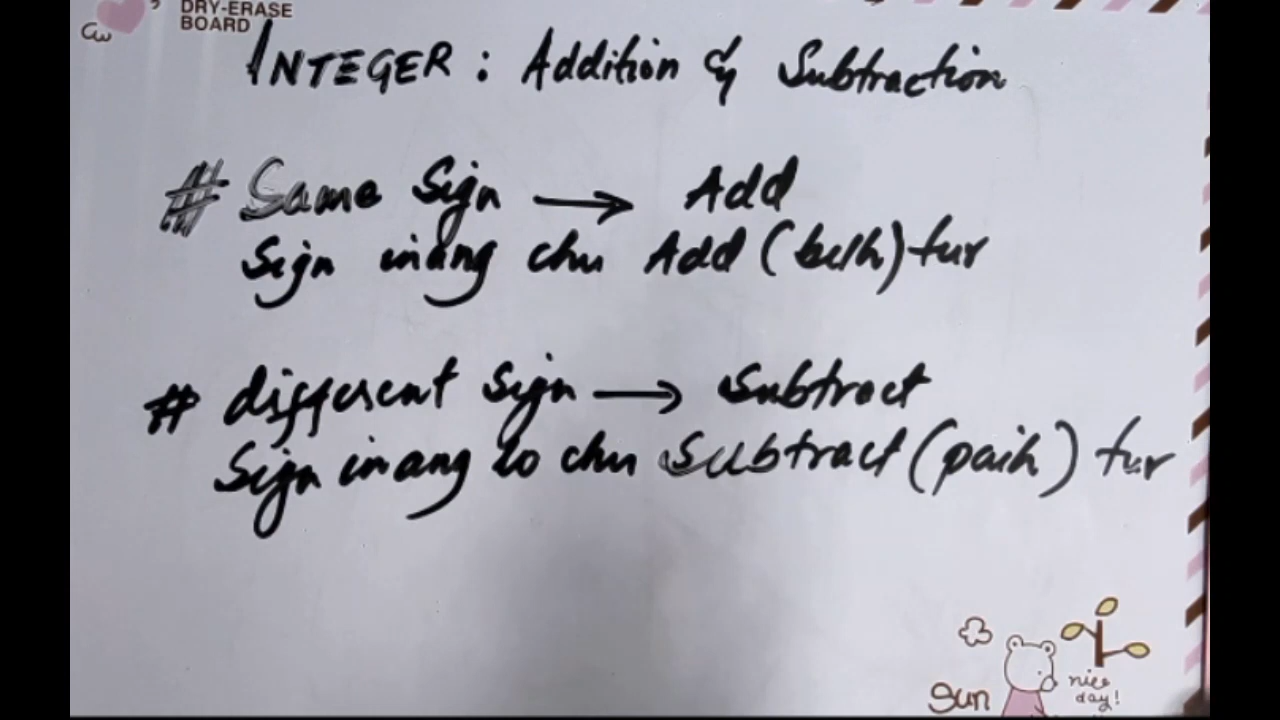 DRY-ERASE
BOARD
INTEGER : Addition & Subtraction
# Same Sign → Add
Sign inang chu Add (belh) tur
# different Sign → Subtract
Sign inang lo chu Subtract (paih) tur
nice
day!
sun